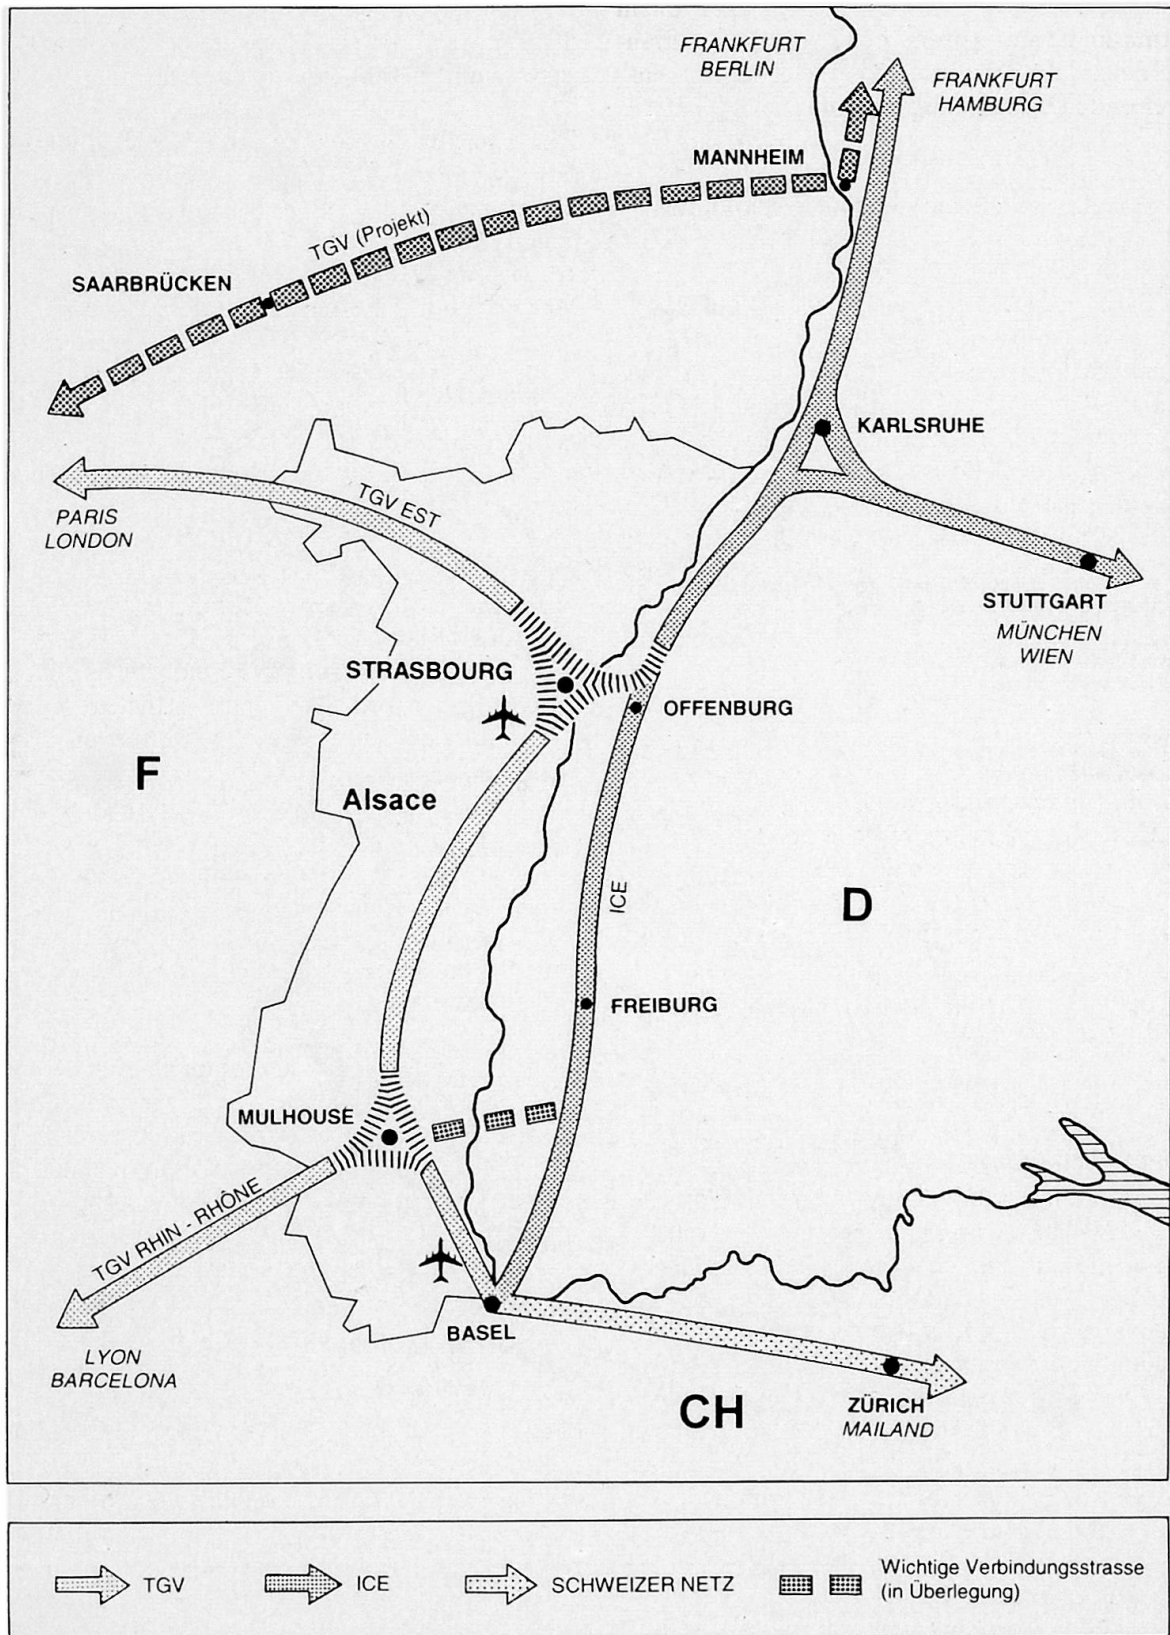 FRANKFURT
BERLIN
FRANKFURT
HAMBURG
MANNHEIM
TGV (Projekt)
SAARBRÜCKEN
KARLSRUHE
TGV EST
PARIS
LONDON
STUTTGART
MÜNCHEN
WIEN
STRASBOURG
OFFENBURG
F
Alsace
ICE
D
FREIBURG
MULHOUSE
TGV RHIN - RHÔNE
BASEL
LYON
BARCELONA
CH
ZÜRICH
MAILAND
TGV
ICE
SCHWEIZER NETZ
Wichtige Verbindungsstrasse
(in Überlegung)